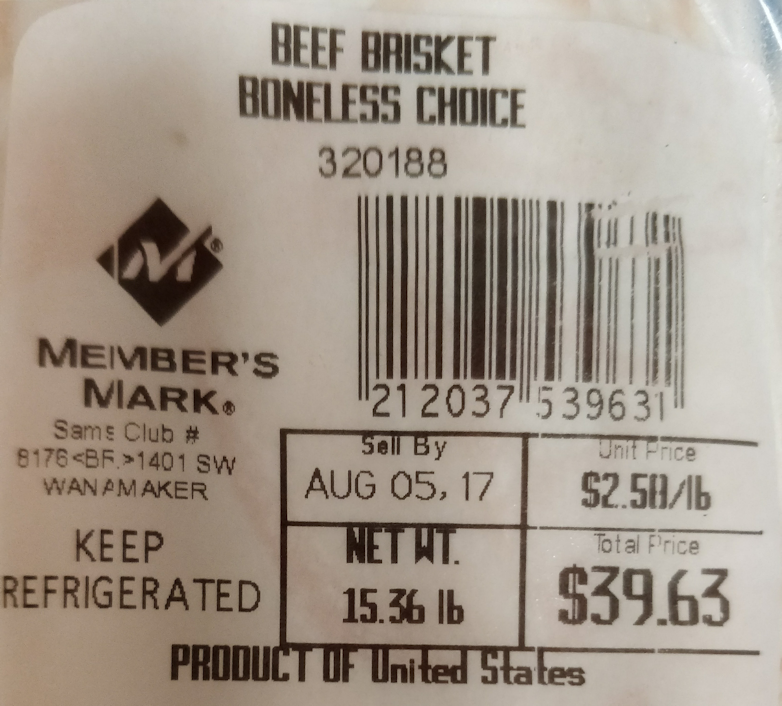 BEEF BRISKET
BONELESS CHOICE
320188
M®
MEMBER'S
MARK®
212037 539631
Sams Club #
8176<BR>1401 SW
WANAMAKER
KEEP
REFRIGERATED
Sell By
AUG 05, 17
Unit Price
$2.58/lb
NET WT.
15.36 lb
Total Price
$39.63
PRODUCT OF United States